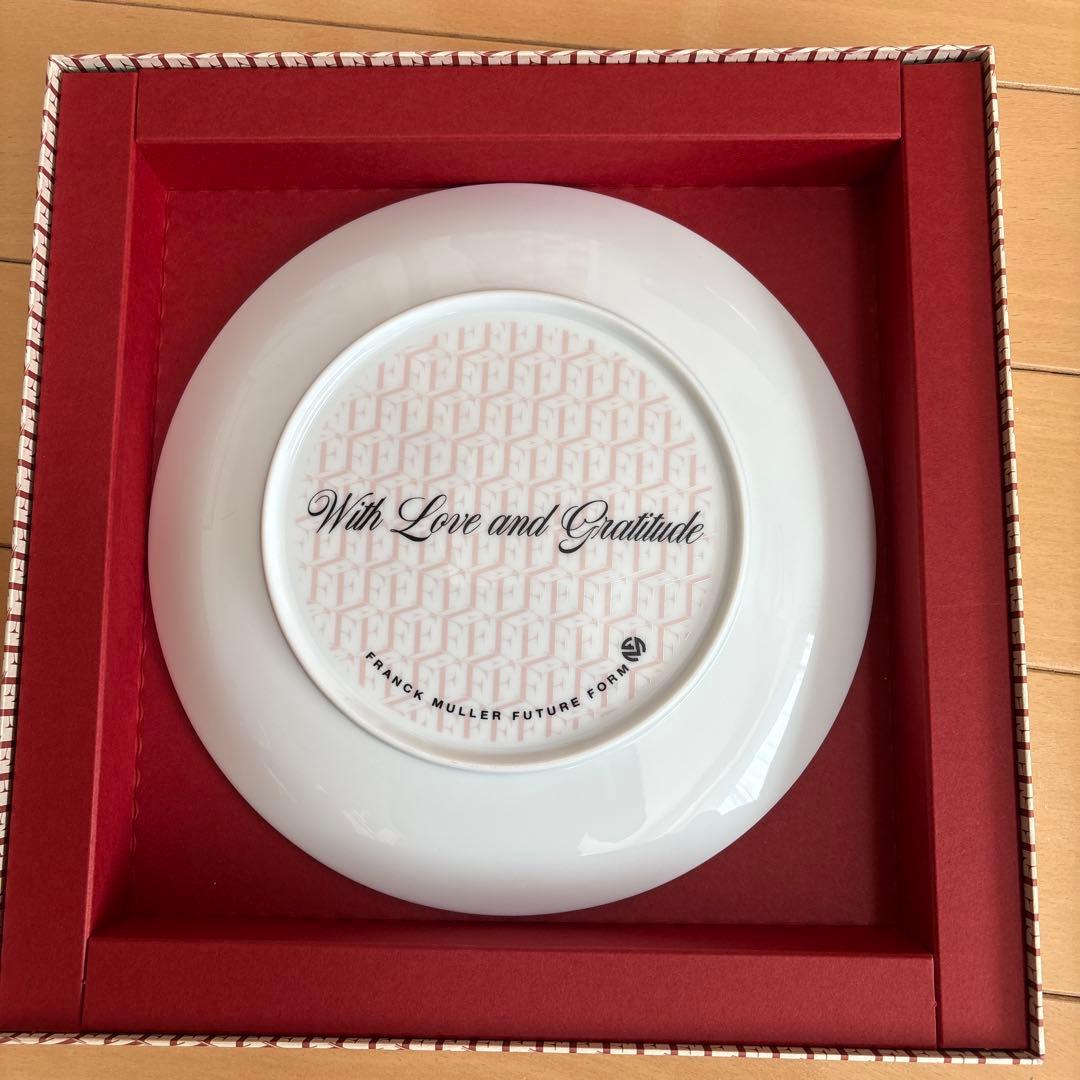 With Love and Gratitude
FRANCK MULLER FUTURE FORM